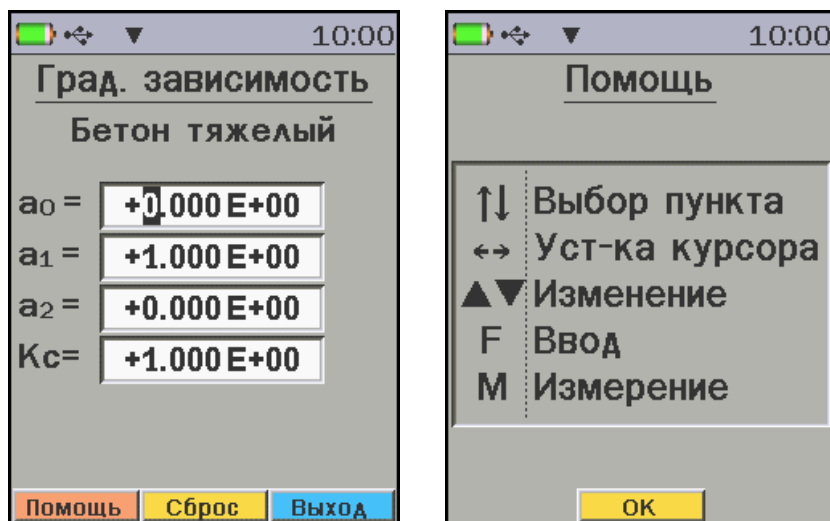 10:00
Град. зависимость
Бетон тяжелый
a0 = +0.000 E+00
a1 = +1.000 E+00
a2 = +0.000 E+00
Kc= +1.000 E+00
Помощь Сброс Выход
10:00
Помощь
↑↓ Выбор пункта
←→ Уст-ка курсора
▲▼ Изменение
F Ввод
M Измерение
OK